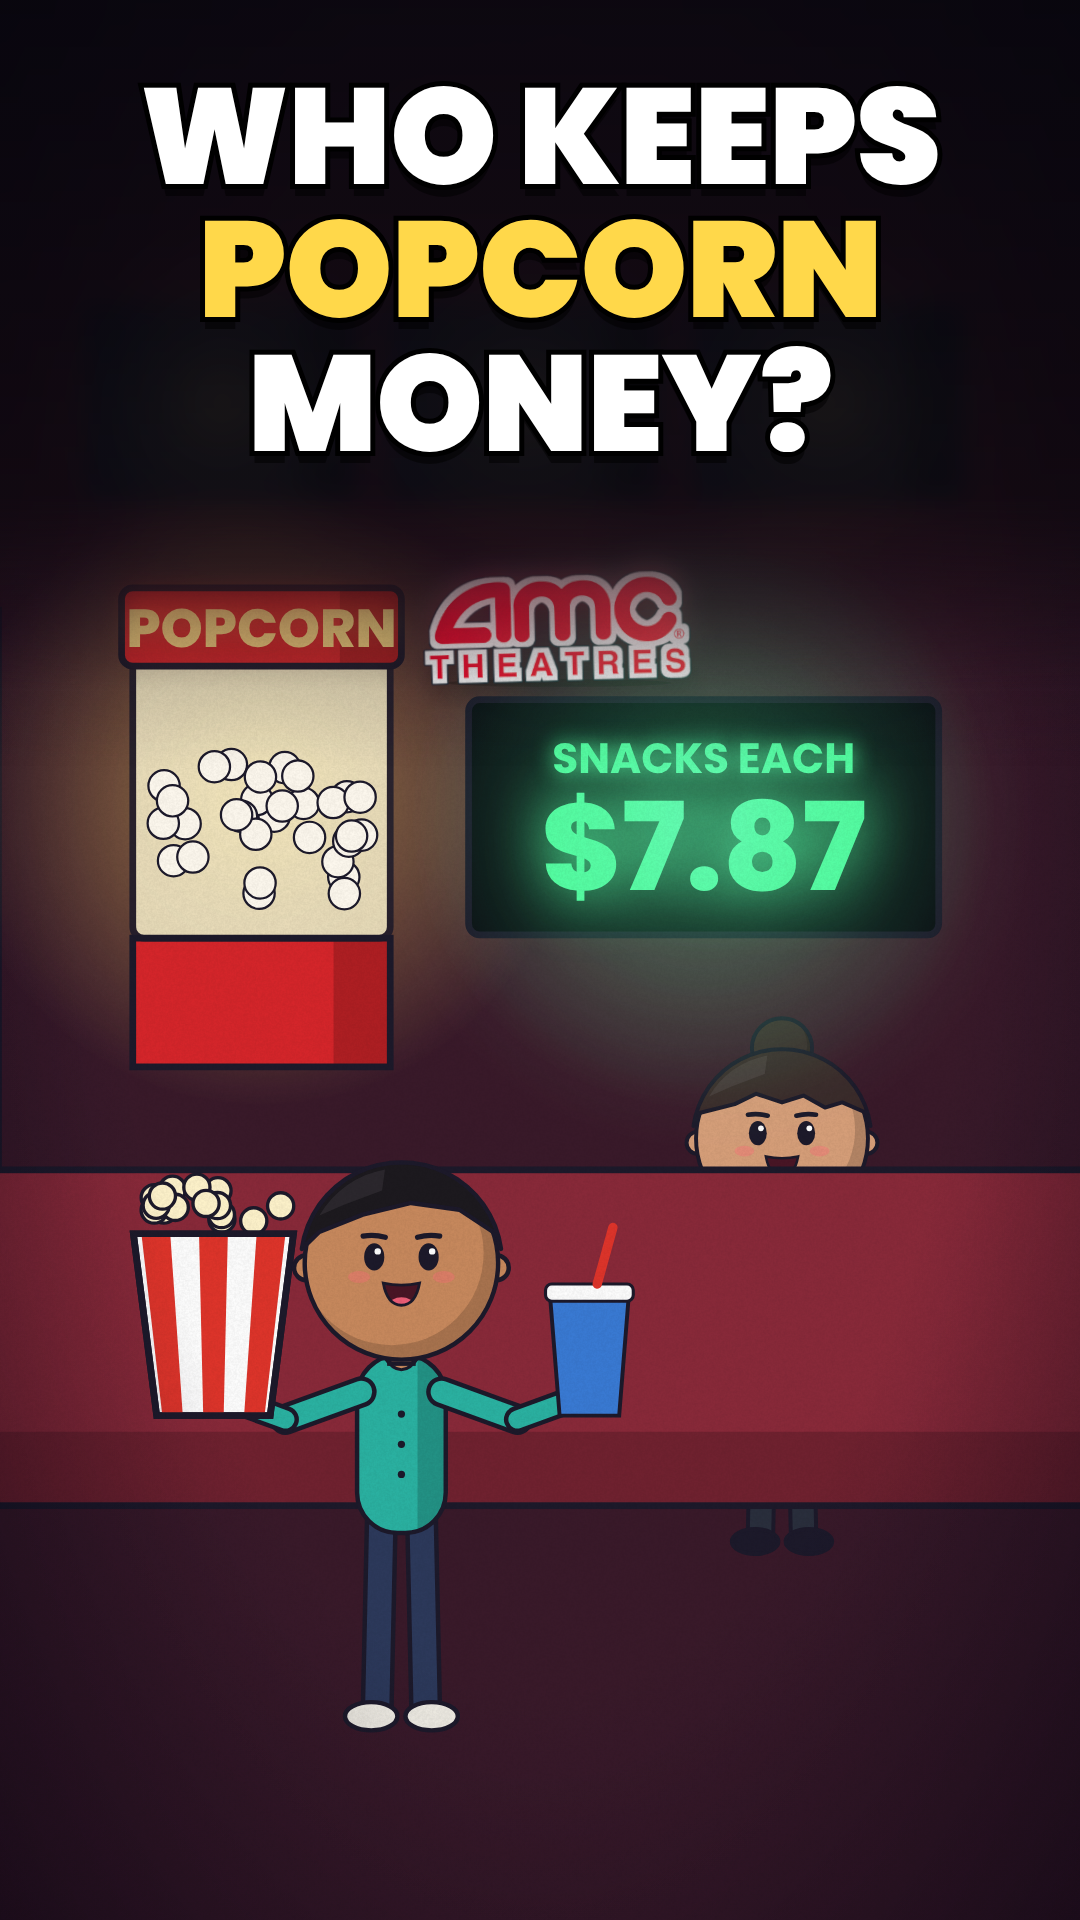 WHO KEEPS
POPCORN
MONEY?
POPCORN
amc®
THEATRES
SNACKS EACH
$7.87